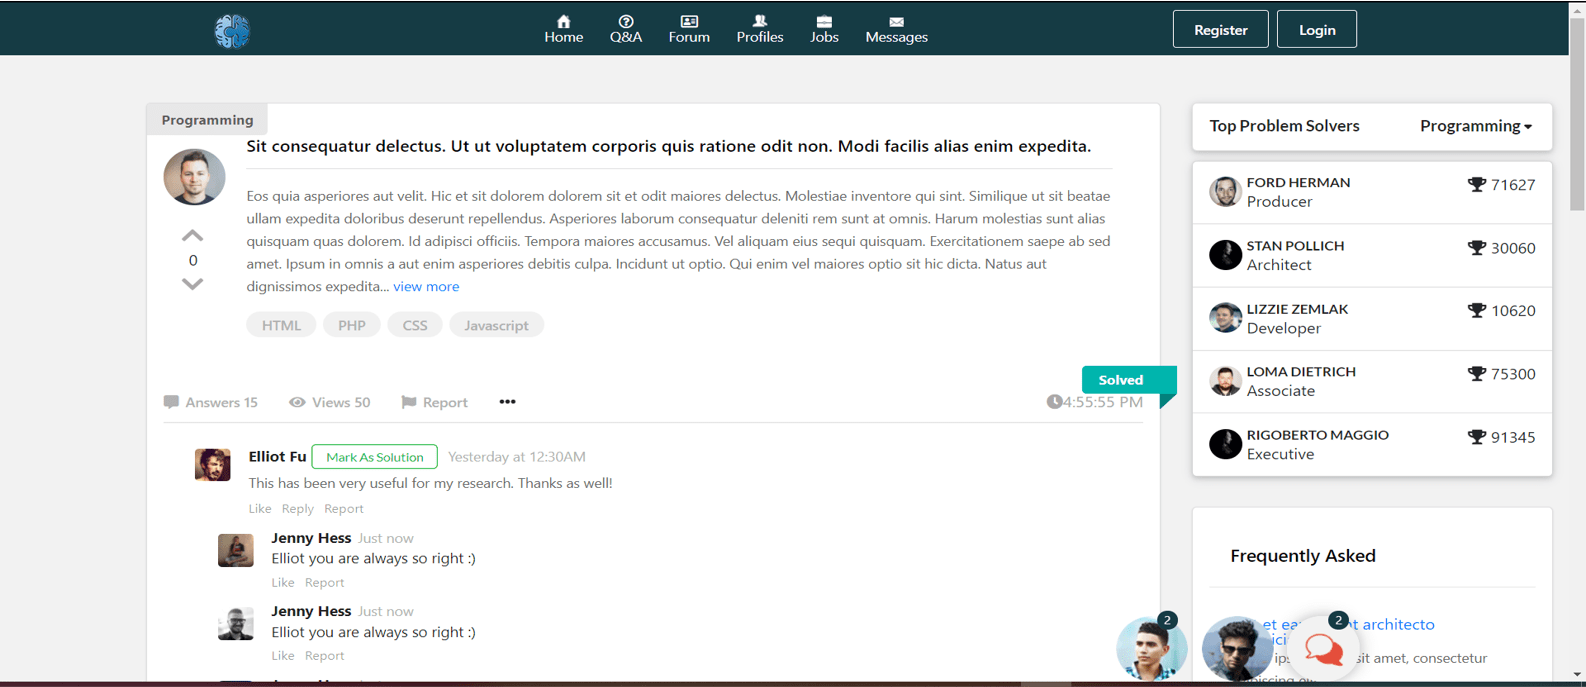 Home
Q&A
Forum
Profiles
Jobs
Messages
Register
Login
Programming
Sit consequatur delectus. Ut ut voluptatem corporis quis ratione odit non. Modi facilis alias enim expedita.
Eos quia asperiores aut velit. Hic et sit dolorem dolorem sit et odit maiores delectus. Molestiae inventore qui sint. Similique ut sit beatae
ullam expedita doloribus deserunt repellendus. Asperiores laborum consequatur deleniti rem sunt at omnis. Harum molestias sunt alias
quisquam quas dolorem. Id adipisci officiis. Tempora maiores accusamus. Vel aliquam eius sequi quisquam. Exercitationem saepe ab sed
amet. Ipsum in omnis a aut enim asperiores debitis culpa. Incidunt ut optio. Qui enim vel maiores optio sit hic dicta. Natus aut
dignissimos expedita... view more
0
HTML PHP CSS Javascript
Solved
Answers 15 Views 50 Report ••• 4:55:55 PM
Elliot Fu Mark As Solution Yesterday at 12:30AM
This has been very useful for my research. Thanks as well!
Like Reply Report
Jenny Hess Just now
Elliot you are always so right :)
Like Report
Jenny Hess Just now
Elliot you are always so right :)
Like Report
Top Problem Solvers Programming
FORD HERMAN 71627
Producer
STAN POLLICH 30060
Architect
LIZZIE ZEMLAK 10620
Developer
LOMA DIETRICH 75300
Associate
RIGOBERTO MAGGIO 91345
Executive
Frequently Asked
et architecto
sit amet, consectetur
2
2